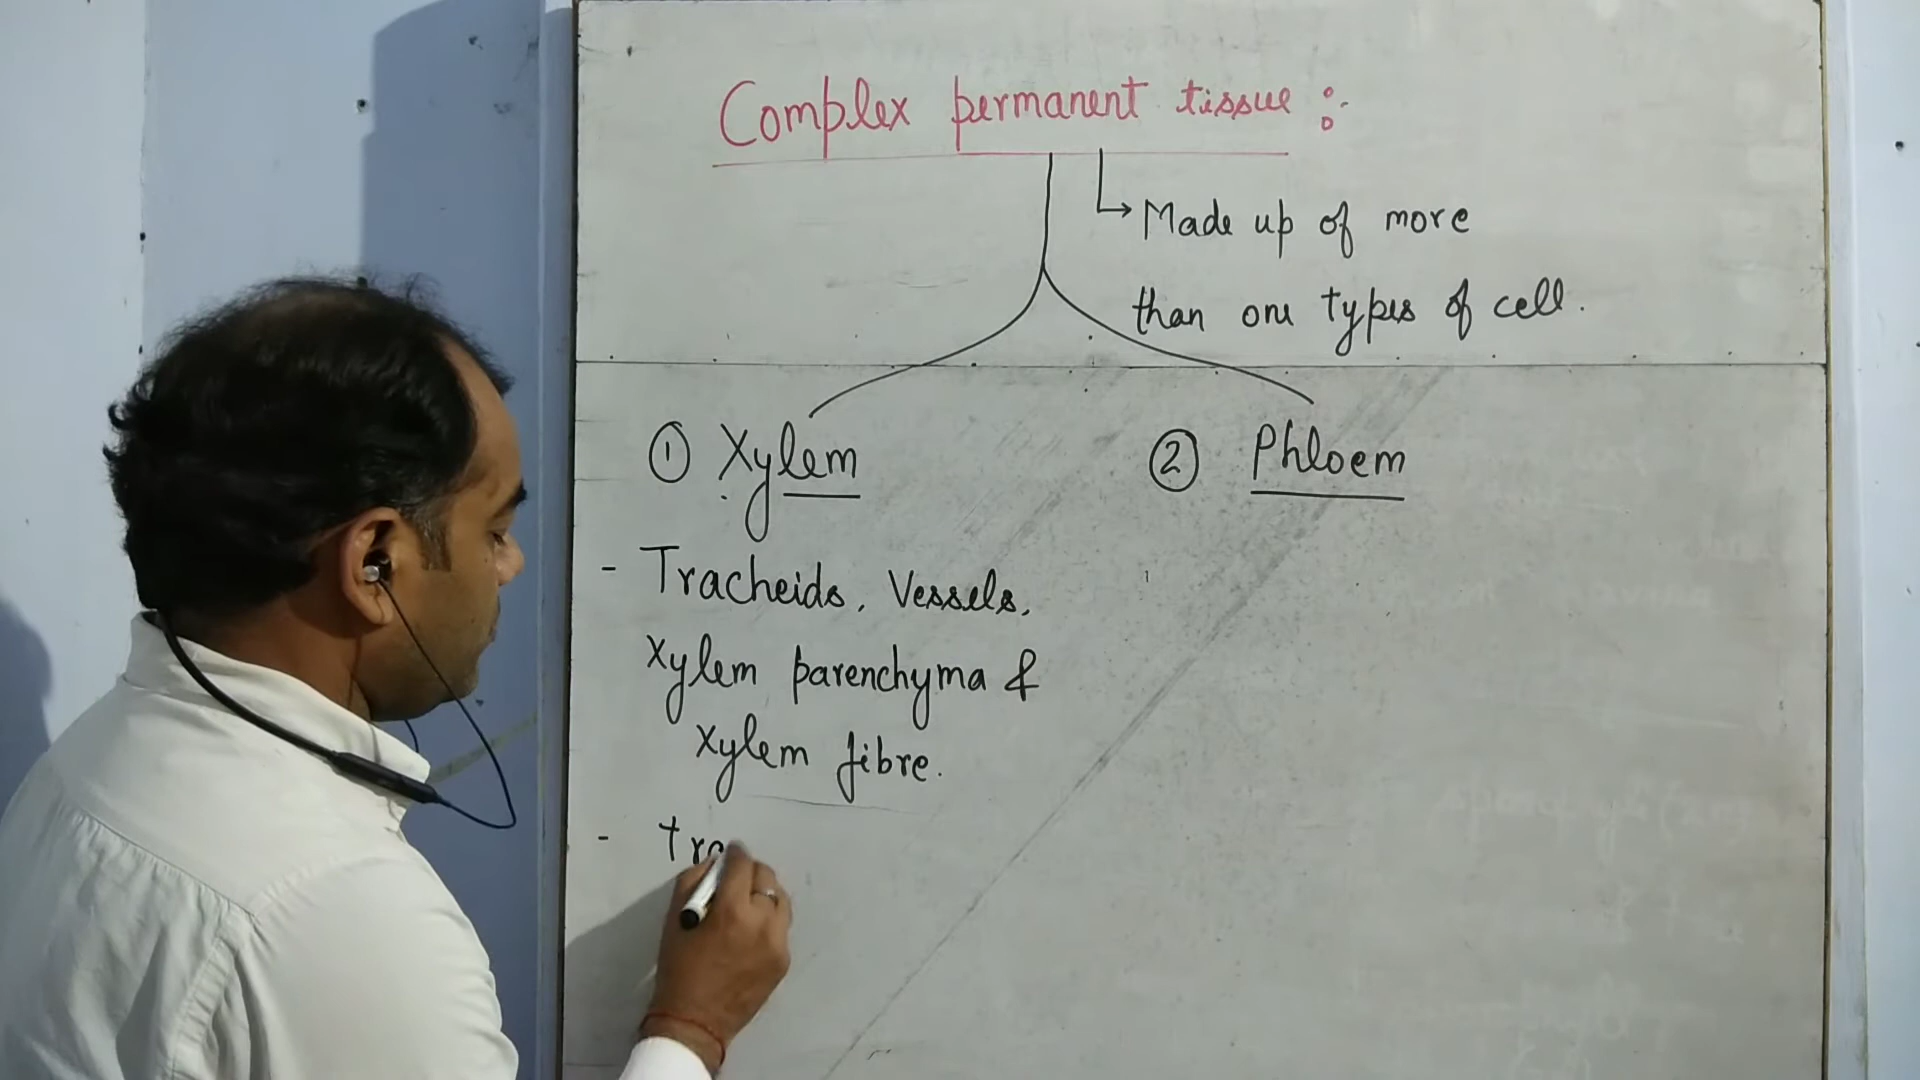 Complex permanent tissue :-
Made up of more
than one types of cell.
① Xylem
② Phloem
- Tracheids, Vessels,
Xylem parenchyma &
Xylem fibre.
- tra